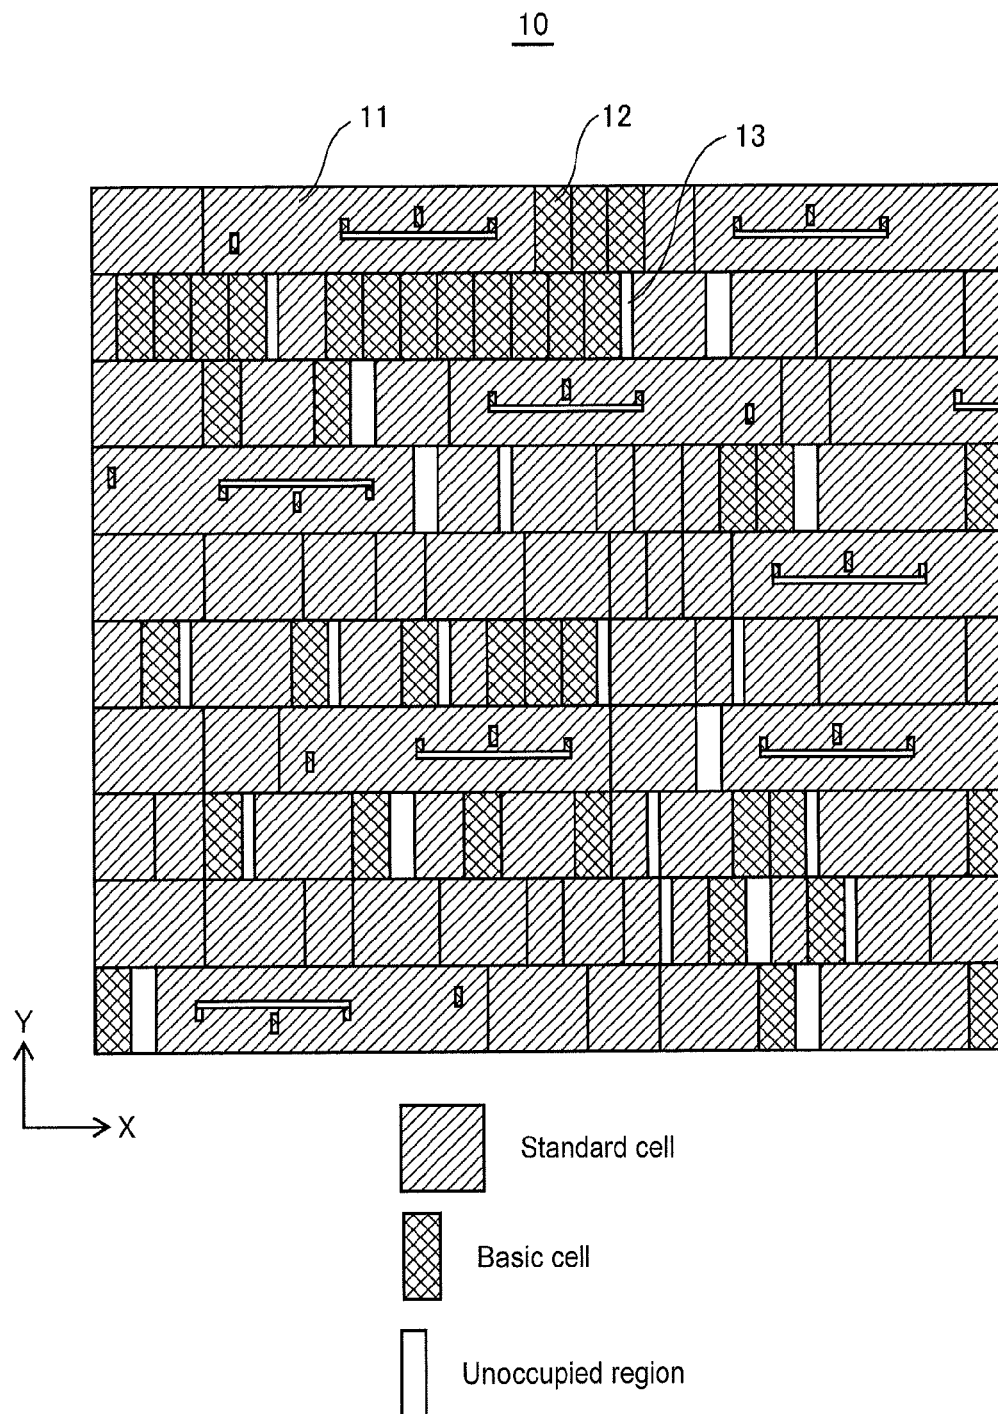 10
11
12
13
Y
X
Standard cell
Basic cell
Unoccupied region